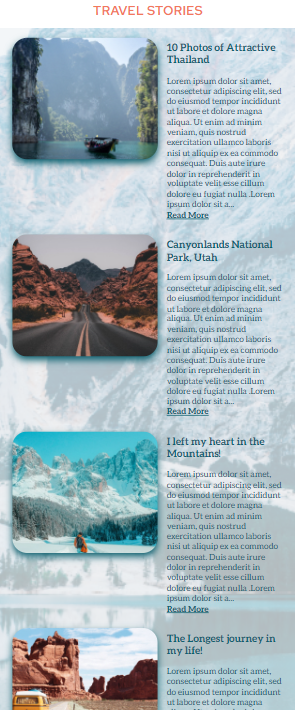 TRAVEL STORIES
10 Photos of Attractive
Thailand
Lorem ipsum dolor sit amet,
consectetur adipiscing elit, sed
do eiusmod tempor incididunt
ut labore et dolore magna
aliqua. Ut enim ad minim
veniam, quis nostrud
exercitation ullamco laboris
nisi ut aliquip ex ea commodo
consequat. Duis aute irure
dolor in reprehenderit in
voluptate velit esse cillum
dolore eu fugiat nulla .Lorem
ipsum dolor sit a...
Read More
Canyonlands National
Park, Utah
Lorem ipsum dolor sit amet,
consectetur adipiscing elit, sed
do eiusmod tempor incididunt
ut labore et dolore magna
aliqua. Ut enim ad minim
veniam, quis nostrud
exercitation ullamco laboris
nisi ut aliquip ex ea commodo
consequat. Duis aute irure
dolor in reprehenderit in
voluptate velit esse cillum
dolore eu fugiat nulla .Lorem
ipsum dolor sit a...
Read More
I left my heart in the
Mountains!
Lorem ipsum dolor sit amet,
consectetur adipiscing elit, sed
do eiusmod tempor incididunt
ut labore et dolore magna
aliqua. Ut enim ad minim
veniam, quis nostrud
exercitation ullamco laboris
nisi ut aliquip ex ea commodo
consequat. Duis aute irure
dolor in reprehenderit in
voluptate velit esse cillum
dolore eu fugiat nulla .Lorem
ipsum dolor sit a...
Read More
The Longest journey in
my life!
Lorem ipsum dolor sit amet,
consectetur adipiscing elit, sed
do eiusmod tempor incididunt
ut labore et dolore magna